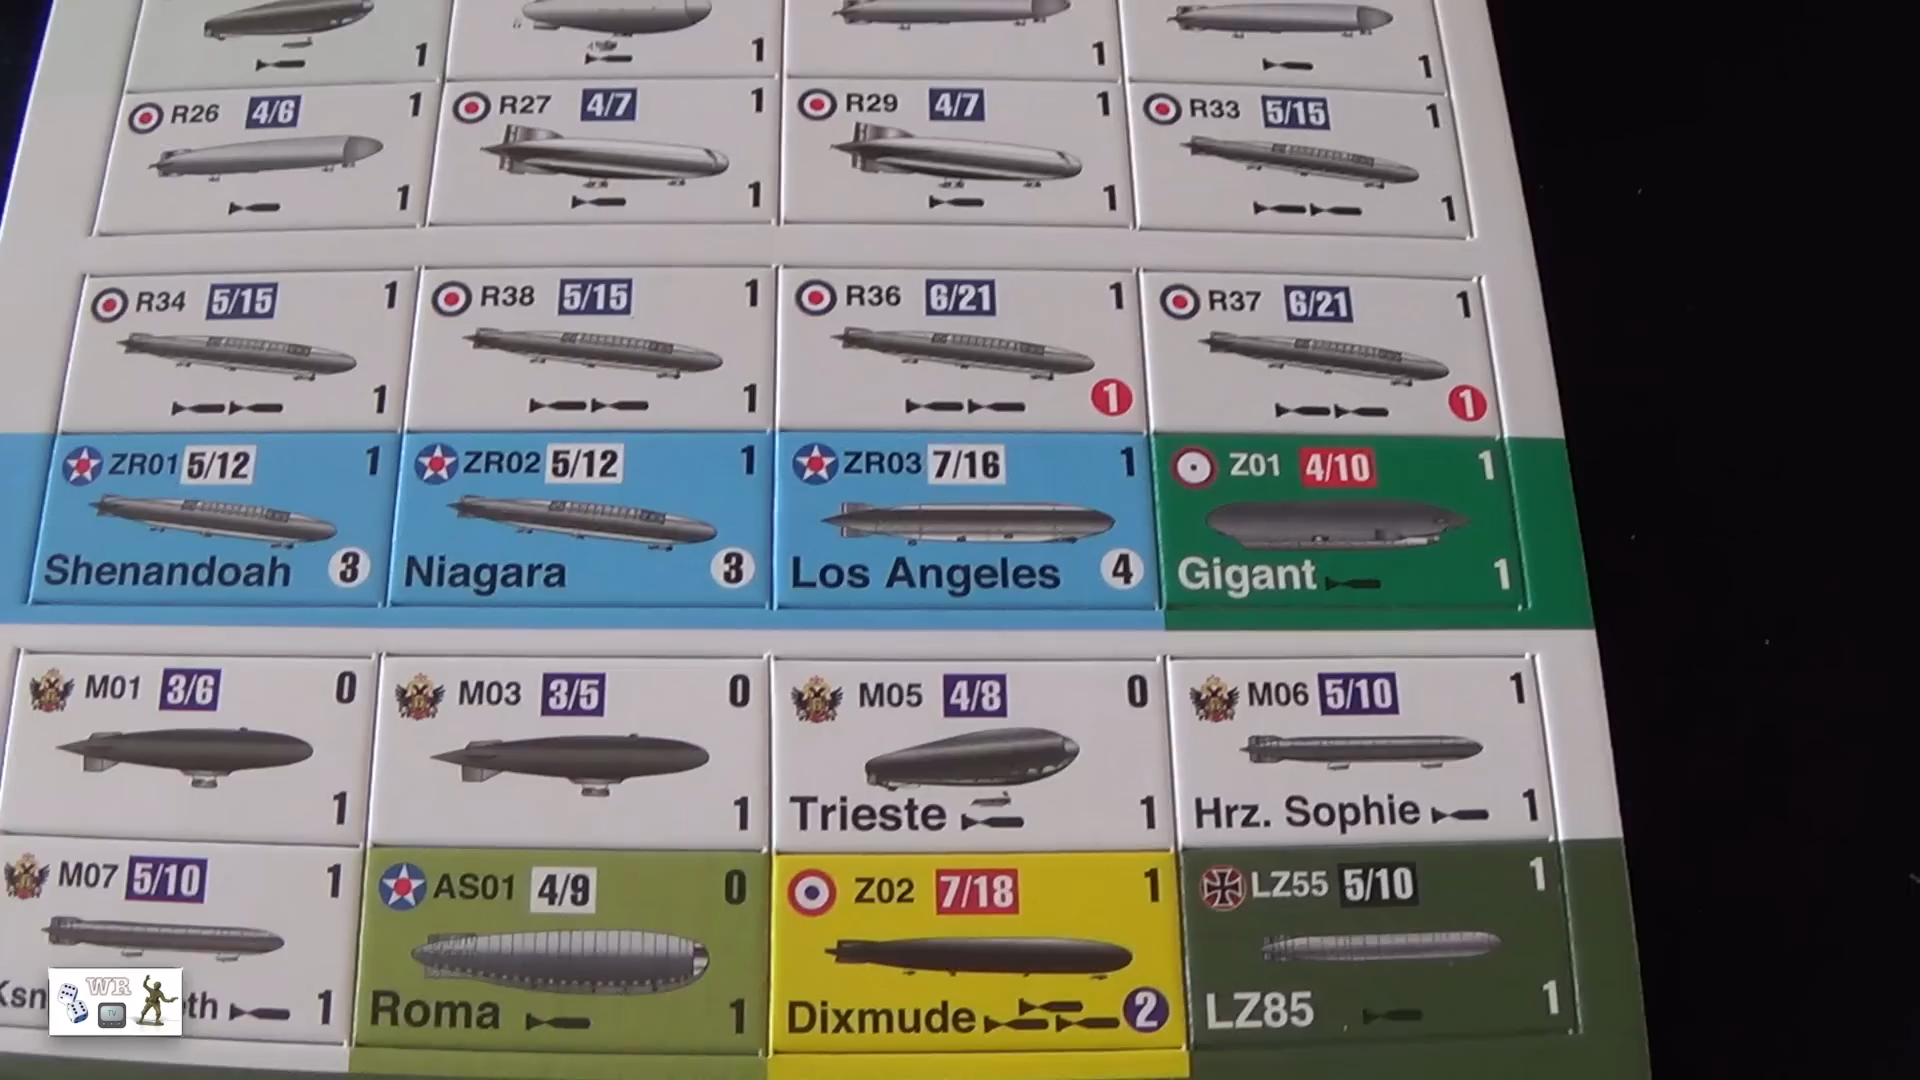 1 1 1 1
R26 4/6 1 R27 4/7 1 R29 4/7 1 R33 5/15 1
1 1 1 1
R34 5/15 1 R38 5/15 1 R36 6/21 1 R37 6/21 1
1 1 1 1
ZR01 5/12 1 ZR02 5/12 1 ZR03 7/16 1 Z01 4/10 1
Shenandoah 3 Niagara 3 Los Angeles 4 Gigant 1
M01 3/6 0 M03 3/5 0 M05 4/8 0 M06 5/10 1
1 1 Trieste 1 Hrz. Sophie 1
M07 5/10 1 AS01 4/9 0 Z02 7/18 1 LZ55 5/10 1
1 Roma 1 Dixmude 2 LZ85 1
WR
TV